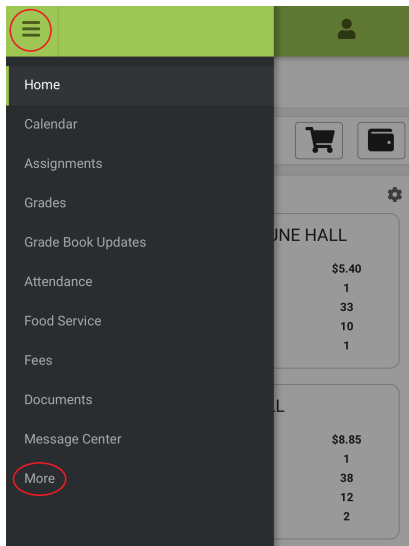 Home
Calendar
Assignments
Grades
Grade Book Updates
Attendance
Food Service
Fees
Documents
Message Center
More
UNE HALL
$5.40
1
33
10
1
LL
$8.85
1
38
12
2